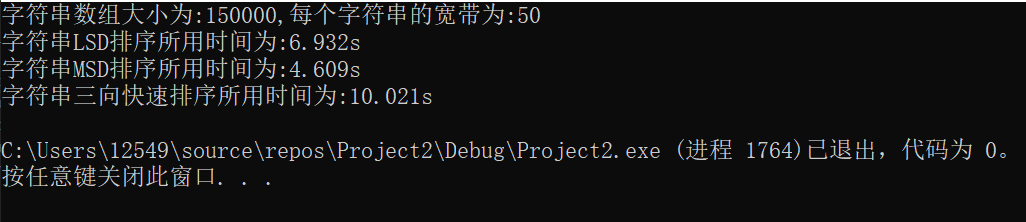 字符串数组大小为:150000,每个字符串的宽带为:50
字符串LSD排序所用时间为:6.932s
字符串MSD排序所用时间为:4.609s
字符串三向快速排序所用时间为:10.021s
C:\Users\12549\source\repos\Project2\Debug\Project2.exe (进程 1764)已退出，代码为 0。
按任意键关闭此窗口. . .